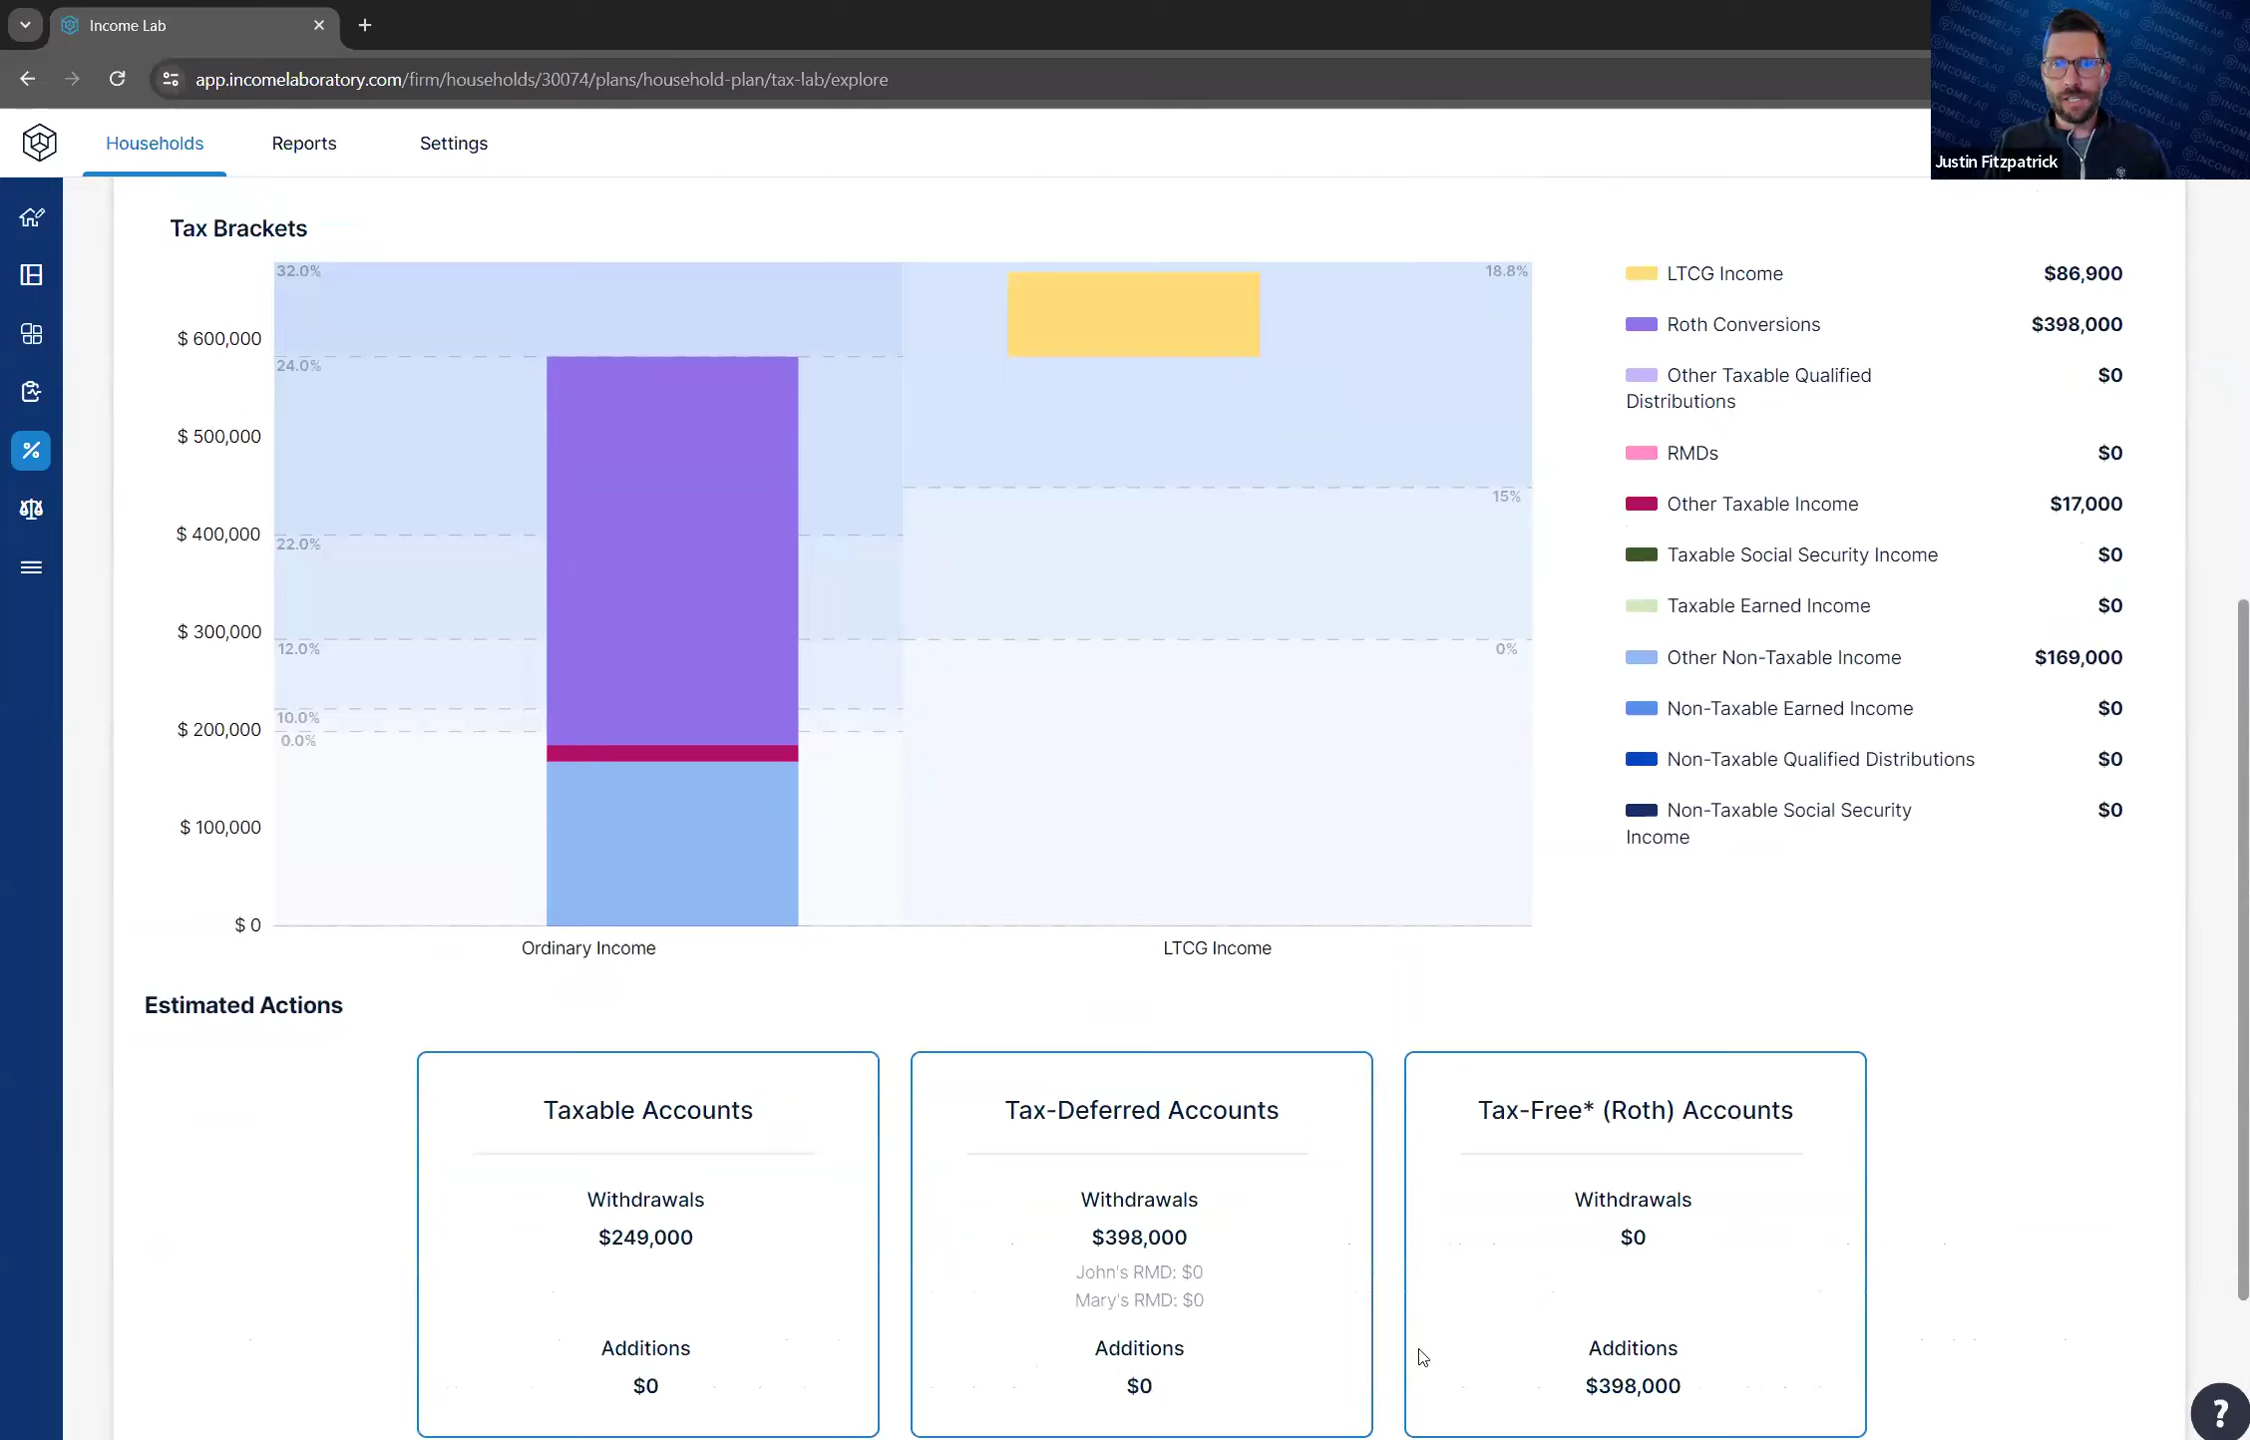 Income Lab
app.incomelaboratory.com/firm/households/30074/plans/household-plan/tax-lab/explore
Justin Fitzpatrick
Households
Reports
Settings
Tax Brackets
32.0%
24.0%
22.0%
12.0%
10.0%
0.0%
18.8%
15%
0%
$ 600,000
$ 500,000
$ 400,000
$ 300,000
$ 200,000
$ 100,000
$ 0
Ordinary Income
LTCG Income
LTCG Income $86,900
Roth Conversions $398,000
Other Taxable Qualified $0
Distributions
RMDs $0
Other Taxable Income $17,000
Taxable Social Security Income $0
Taxable Earned Income $0
Other Non-Taxable Income $169,000
Non-Taxable Earned Income $0
Non-Taxable Qualified Distributions $0
Non-Taxable Social Security $0
Income
Estimated Actions
Taxable Accounts
Withdrawals
$249,000
Additions
$0
Tax-Deferred Accounts
Withdrawals
$398,000
John's RMD: $0
Mary's RMD: $0
Additions
$0
Tax-Free* (Roth) Accounts
Withdrawals
$0
Additions
$398,000
?